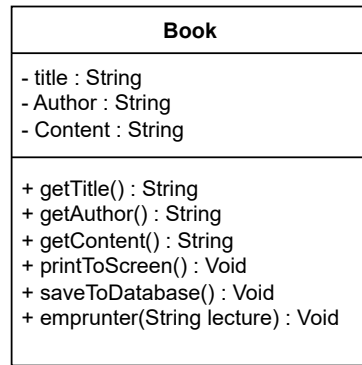 Book
- title : String
- Author : String
- Content : String
+ getTitle() : String
+ getAuthor() : String
+ getContent() : String
+ printToScreen() : Void
+ saveToDatabase() : Void
+ emprunter(String lecture) : Void